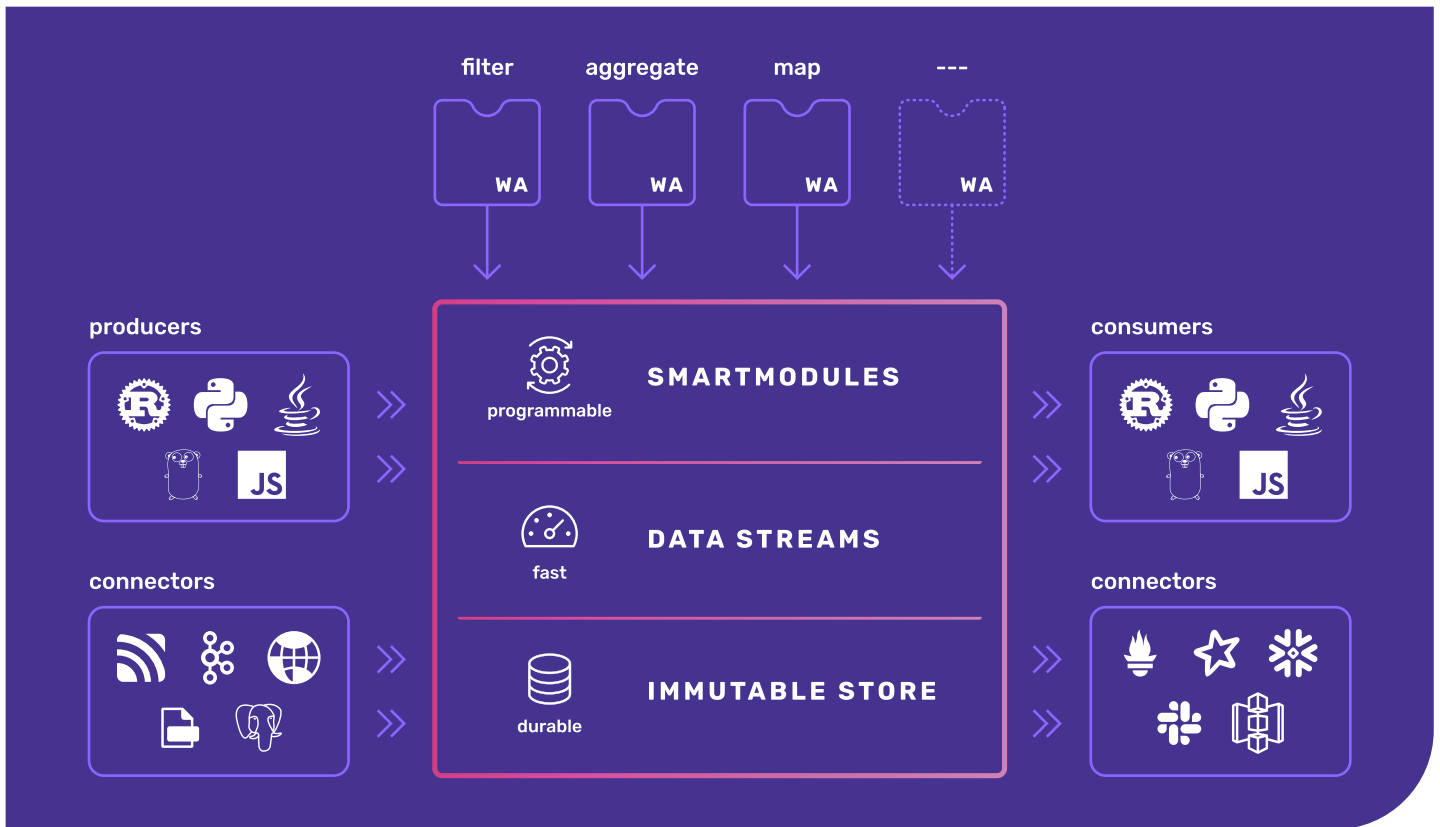 filter
aggregate
map
---
WA
WA
WA
WA
producers
R
JS
connectors
programmable
SMARTMODULES
fast
DATA STREAMS
durable
IMMUTABLE STORE
consumers
R
JS
connectors